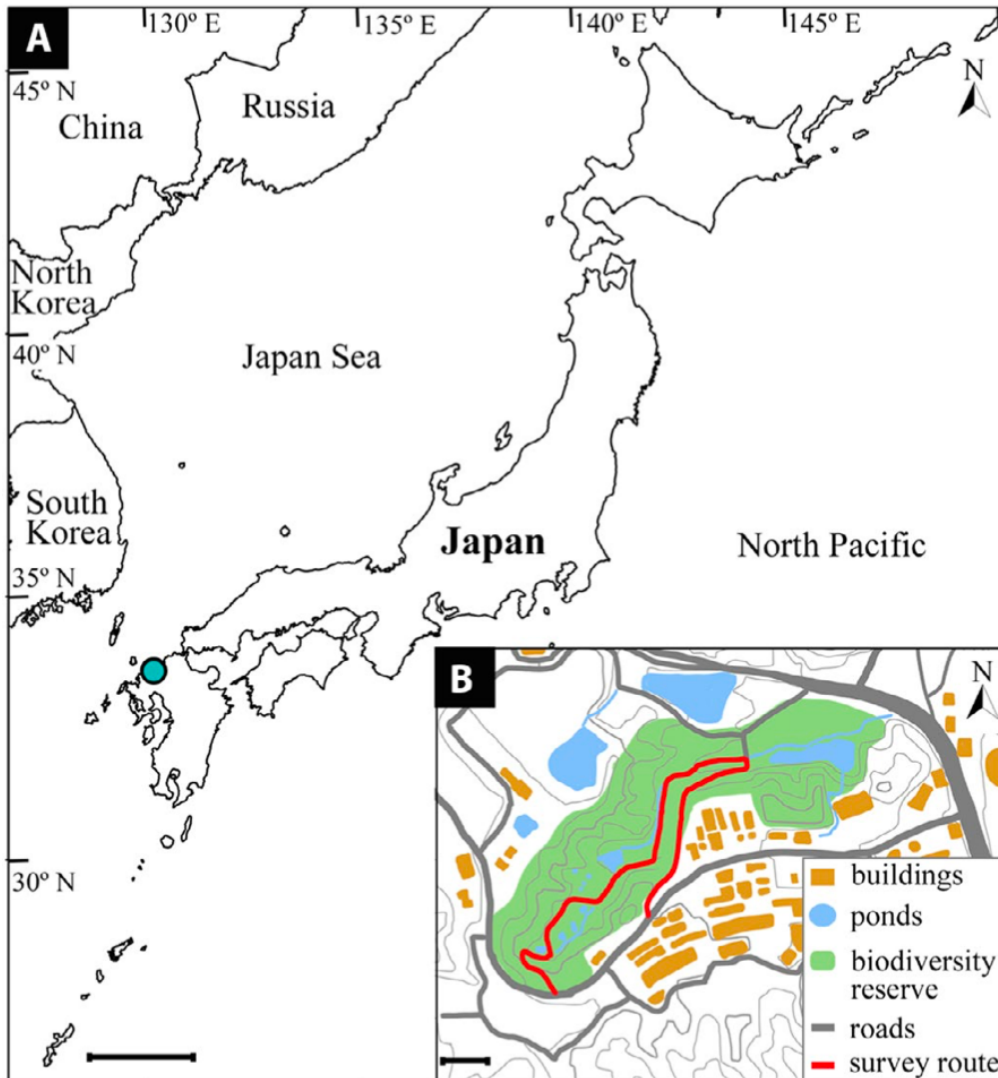 A
130º E
135º E
140º E
145º E
45º N
China
Russia
N
North
Korea
40º N
Japan Sea
South
Korea
Japan
North Pacific
35º N
B
N
30º N
buildings
ponds
biodiversity
reserve
roads
survey route